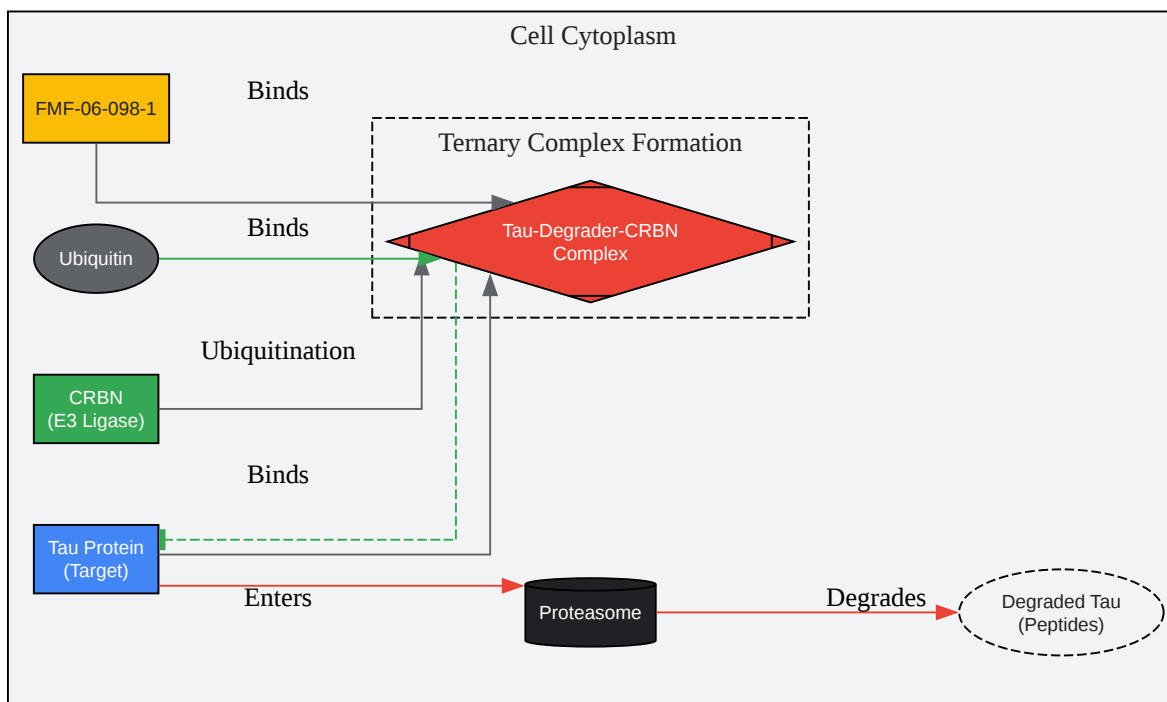 Cell Cytoplasm
Binds
FMF-06-098-1
Ternary Complex Formation
Binds
Tau-Degrader-CRBN
Complex
Ubiquitin
Ubiquitination
CRBN
(E3 Ligase)
Binds
Tau Protein
(Target)
Enters
Proteasome
Degrades
Degraded Tau
(Peptides)